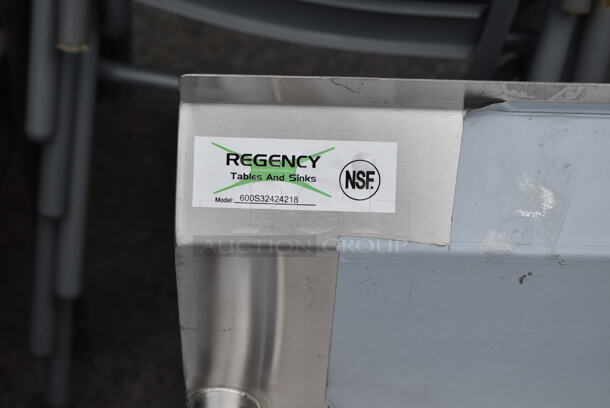 REGENCY
Tables And Sinks
Model: 600S32424218
NSF.
AUCTION GROUP